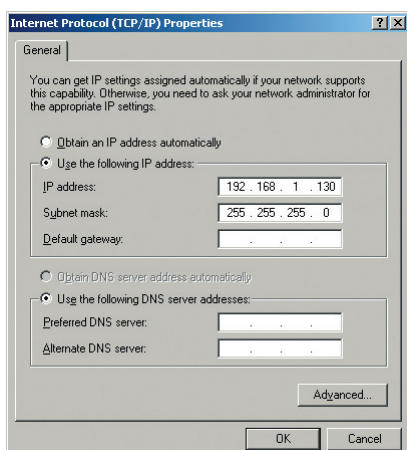 Internet Protocol (TCP/IP) Properties
General
You can get IP settings assigned automatically if your network supports
this capability. Otherwise, you need to ask your network administrator for
the appropriate IP settings.
Obtain an IP address automatically
Use the following IP address:
IP address: 192 . 168 . 1 . 130
Subnet mask: 255 . 255 . 255 . 0
Default gateway: . . .
Obtain DNS server address automatically
Use the following DNS server addresses:
Preferred DNS server: . . .
Alternate DNS server: . . .
Advanced...
OK Cancel